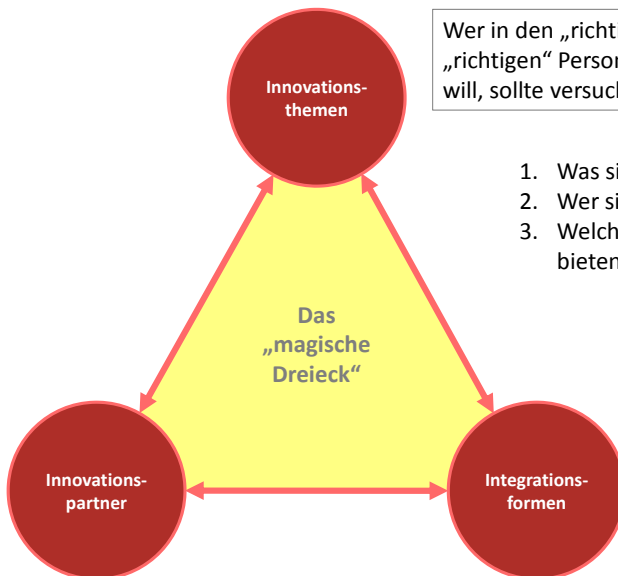 Wer in den „richti
„richtigen“ Person
will, sollte versuch
Innovations-
themen
1. Was si
2. Wer si
3. Welch
bieten
Das
„magische
Dreieck“
Innovations-
partner
Integrations-
formen